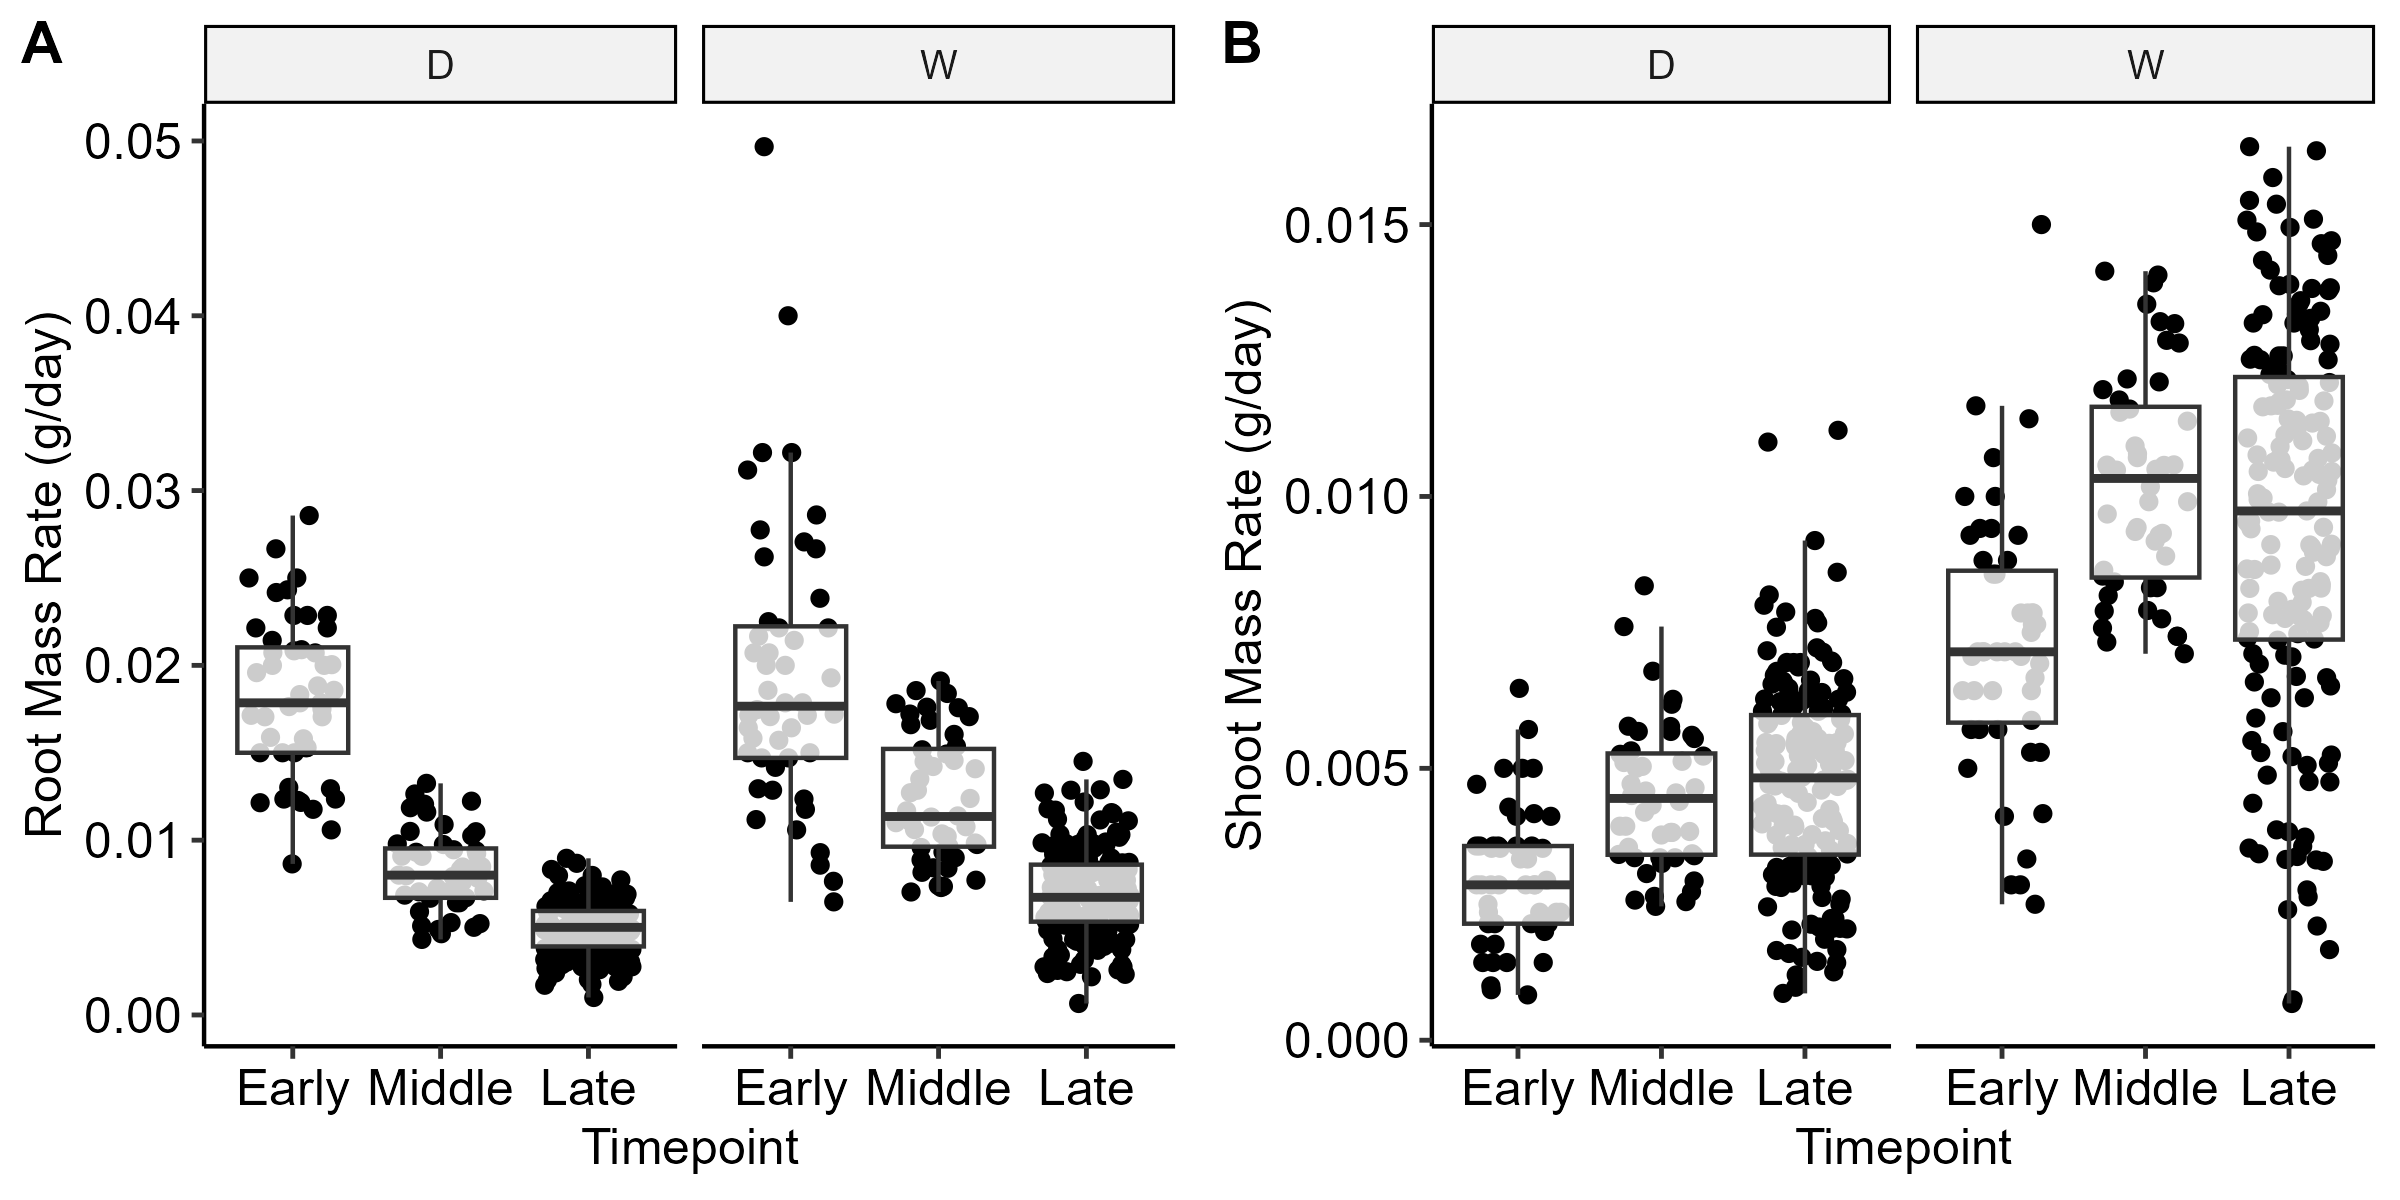 A
D
W
Root Mass Rate (g/day)
0.05
0.04
0.03
0.02
0.01
0.00
Early Middle Late
Early Middle Late
Timepoint
B
D
W
Shoot Mass Rate (g/day)
0.015
0.010
0.005
0.000
Early Middle Late
Early Middle Late
Timepoint